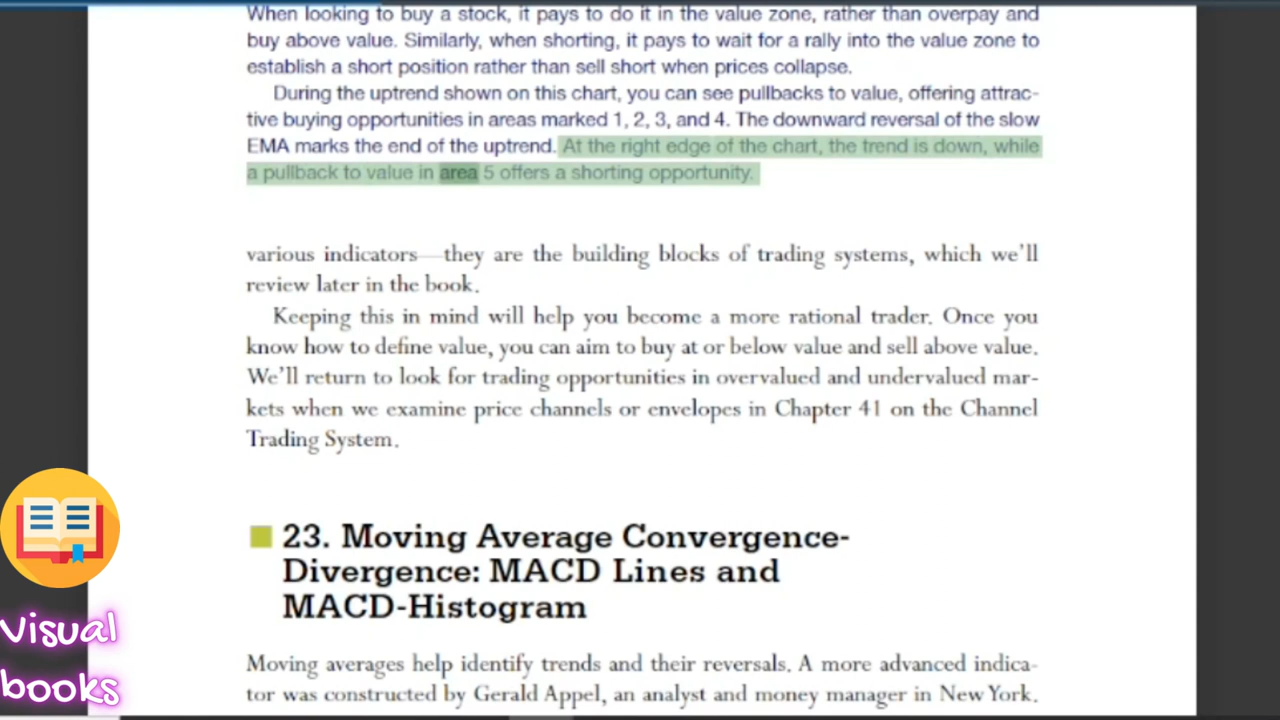 When looking to buy a stock, it pays to do it in the value zone, rather than overpay and
buy above value. Similarly, when shorting, it pays to wait for a rally into the value zone to
establish a short position rather than sell short when prices collapse.
During the uptrend shown on this chart, you can see pullbacks to value, offering attrac-
tive buying opportunities in areas marked 1, 2, 3, and 4. The downward reversal of the slow
EMA marks the end of the uptrend. At the right edge of the chart, the trend is down, while
a pullback to value in area 5 offers a shorting opportunity.
various indicators—they are the building blocks of trading systems, which we'll
review later in the book.
Keeping this in mind will help you become a more rational trader. Once you
know how to define value, you can aim to buy at or below value and sell above value.
We'll return to look for trading opportunities in overvalued and undervalued mar-
kets when we examine price channels or envelopes in Chapter 41 on the Channel
Trading System.
23. Moving Average Convergence-
Divergence: MACD Lines and
MACD-Histogram
Moving averages help identify trends and their reversals. A more advanced indica-
tor was constructed by Gerald Appel, an analyst and money manager in New York.
Visual
books